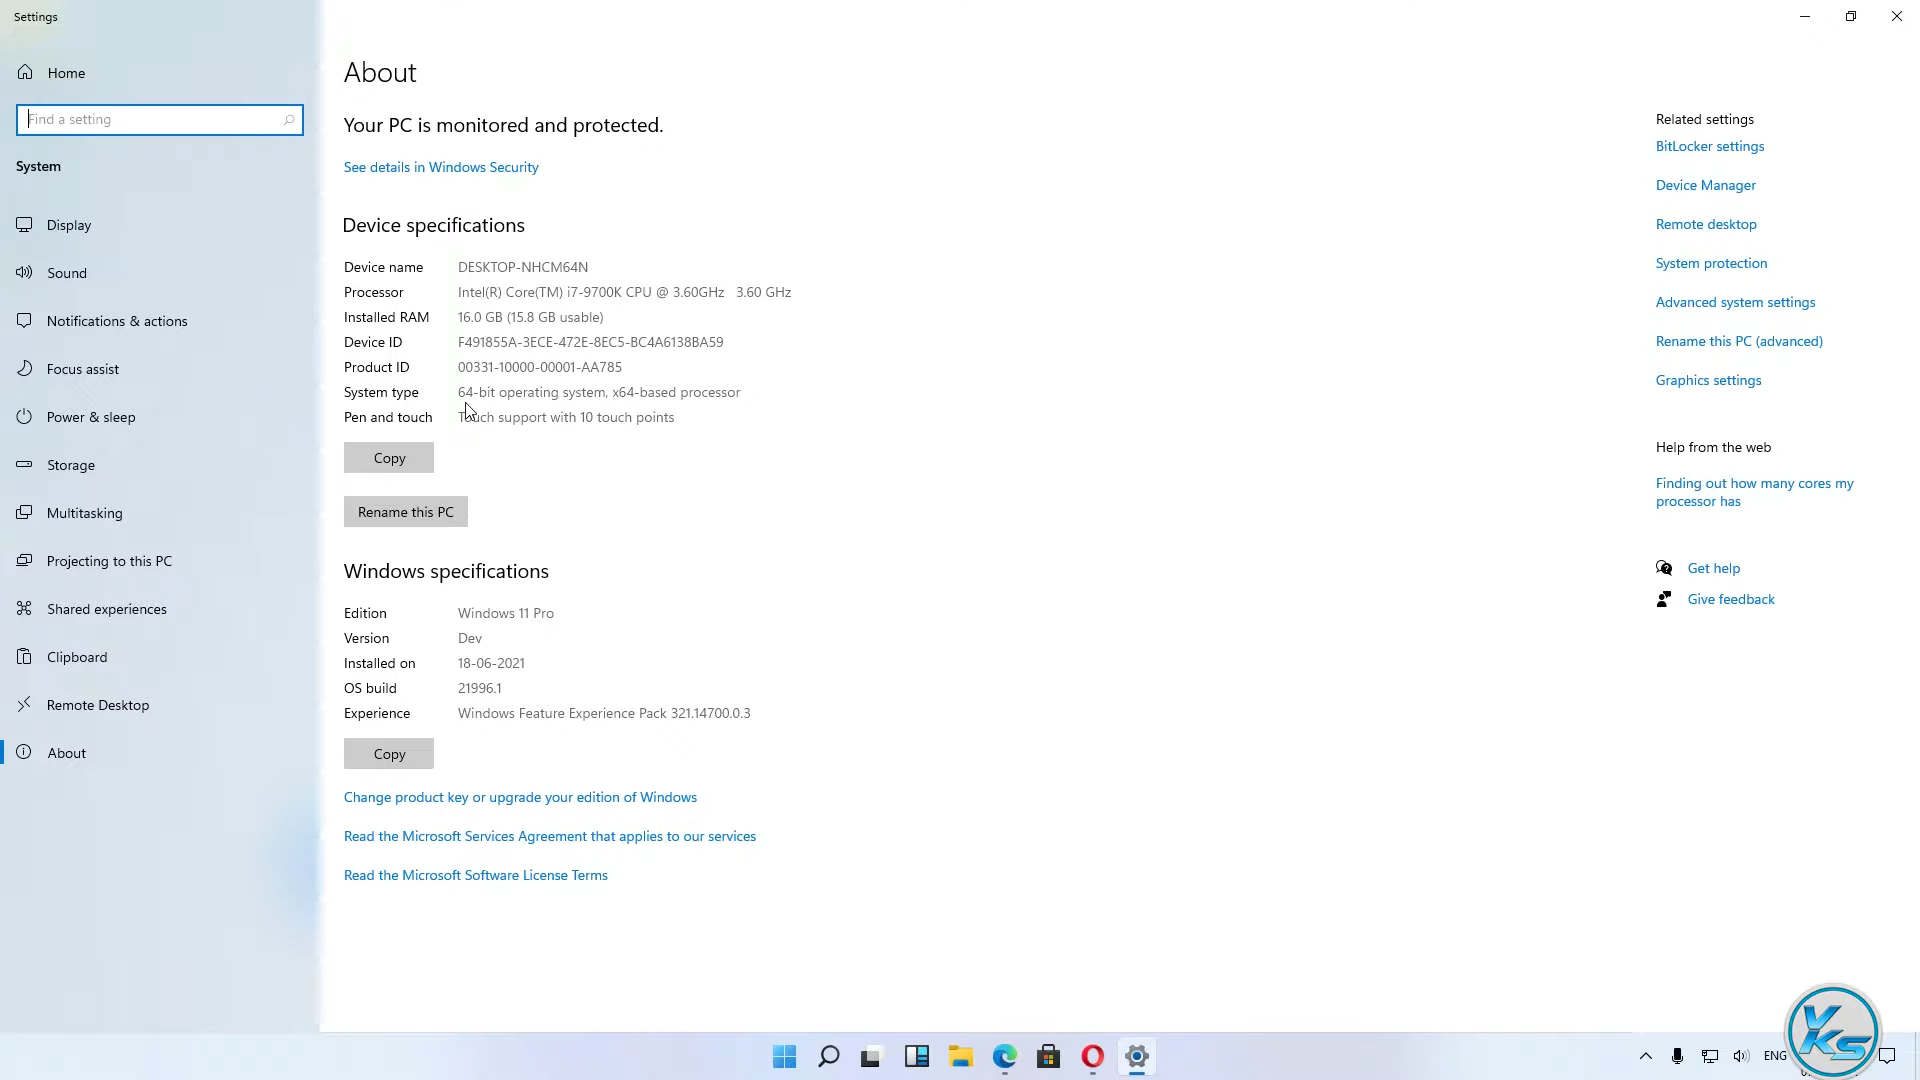 Settings
Home
Find a setting
System
Display
Sound
Notifications & actions
Focus assist
Power & sleep
Storage
Multitasking
Projecting to this PC
Shared experiences
Clipboard
Remote Desktop
About
About
Your PC is monitored and protected.
See details in Windows Security
Device specifications
Device name DESKTOP-NHCM64N
Processor Intel(R) Core(TM) i7-9700K CPU @ 3.60GHz 3.60 GHz
Installed RAM 16.0 GB (15.8 GB usable)
Device ID F491855A-3ECE-472E-8EC5-BC4A6138BA59
Product ID 00331-10000-00001-AA785
System type 64-bit operating system, x64-based processor
Pen and touch Touch support with 10 touch points
Copy
Rename this PC
Windows specifications
Edition Windows 11 Pro
Version Dev
Installed on 18-06-2021
OS build 21996.1
Experience Windows Feature Experience Pack 321.14700.0.3
Copy
Change product key or upgrade your edition of Windows
Read the Microsoft Services Agreement that applies to our services
Read the Microsoft Software License Terms
Related settings
BitLocker settings
Device Manager
Remote desktop
System protection
Advanced system settings
Rename this PC (advanced)
Graphics settings
Help from the web
Finding out how many cores my
processor has
Get help
Give feedback
ENG
VKS